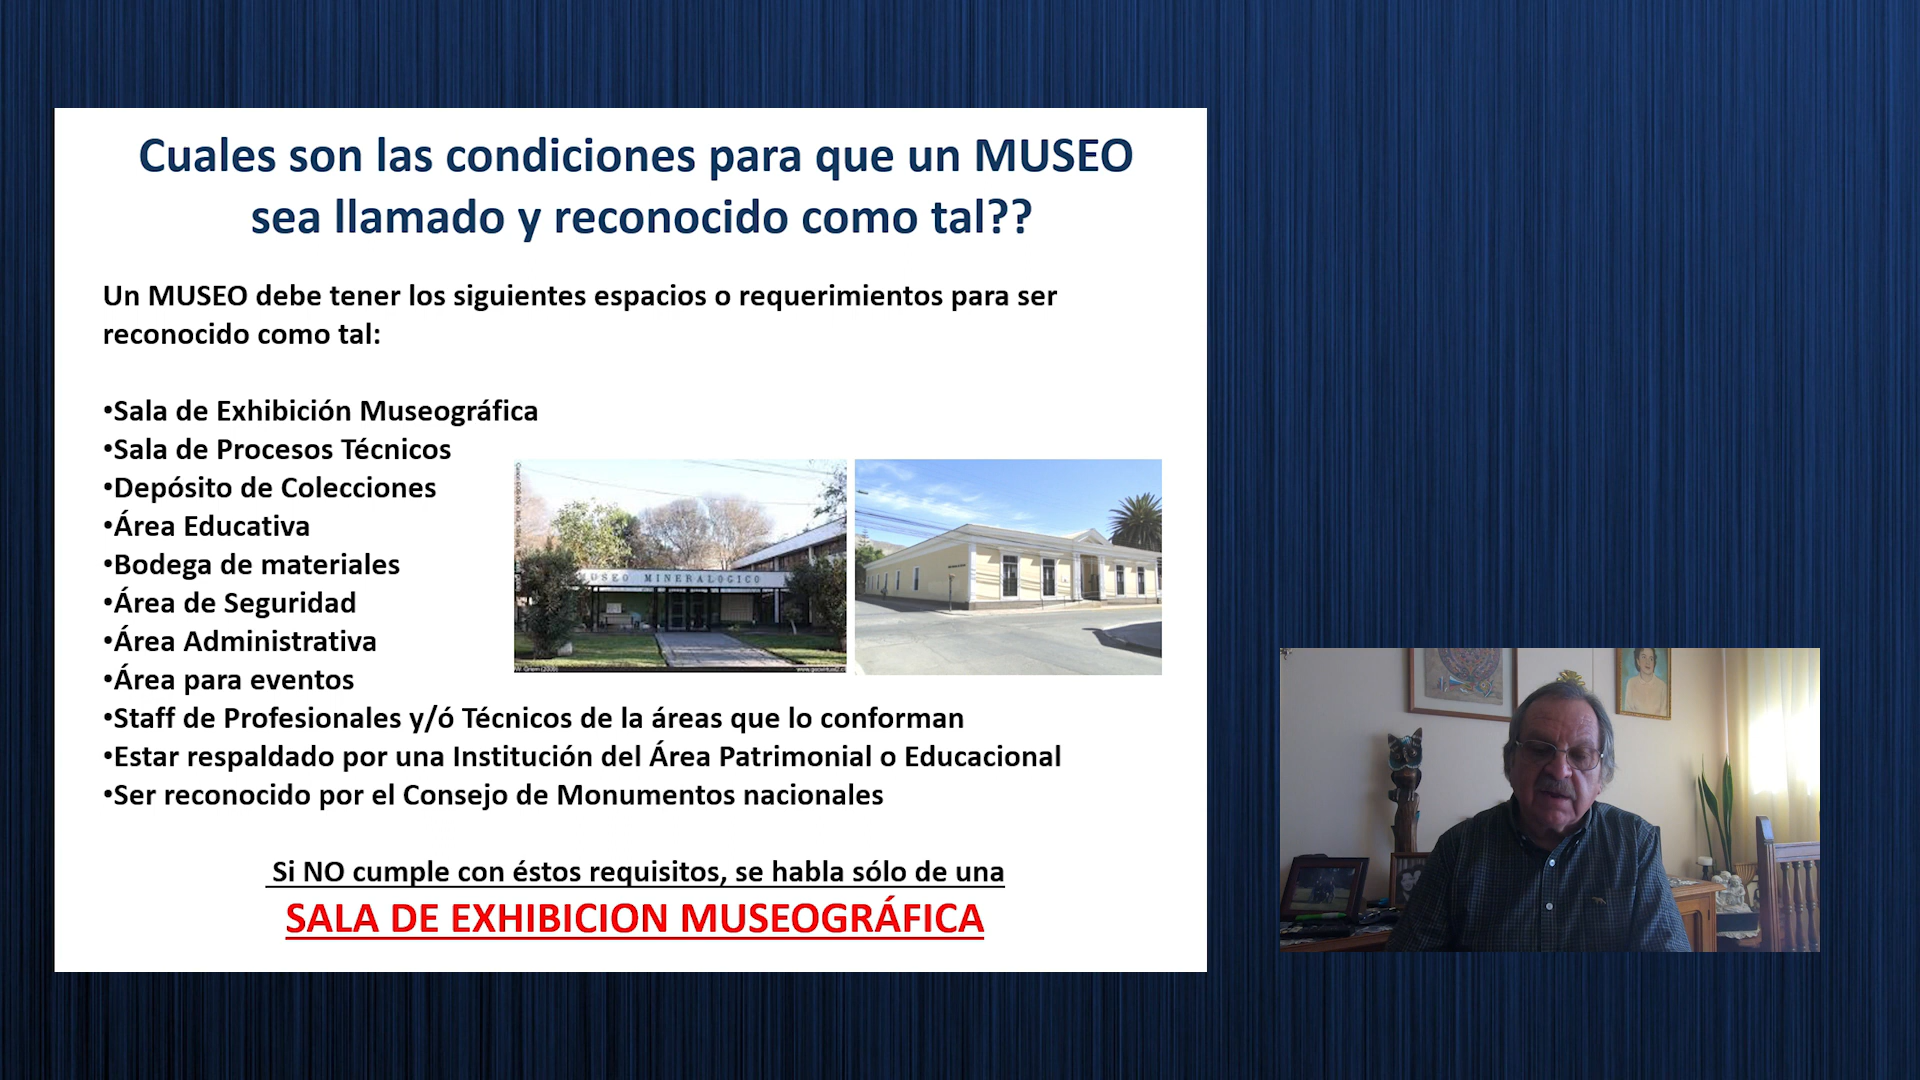 Cuales son las condiciones para que un MUSEO
sea llamado y reconocido como tal??
Un MUSEO debe tener los siguientes espacios o requerimientos para ser
reconocido como tal:
•Sala de Exhibición Museográfica
•Sala de Procesos Técnicos
•Depósito de Colecciones
•Área Educativa
•Bodega de materiales
•Área de Seguridad
•Área Administrativa
•Área para eventos
•Staff de Profesionales y/ó Técnicos de la áreas que lo conforman
•Estar respaldado por una Institución del Área Patrimonial o Educacional
•Ser reconocido por el Consejo de Monumentos nacionales
Si NO cumple con éstos requisitos, se habla sólo de una
SALA DE EXHIBICION MUSEOGRÁFICA
MINERALOGICO